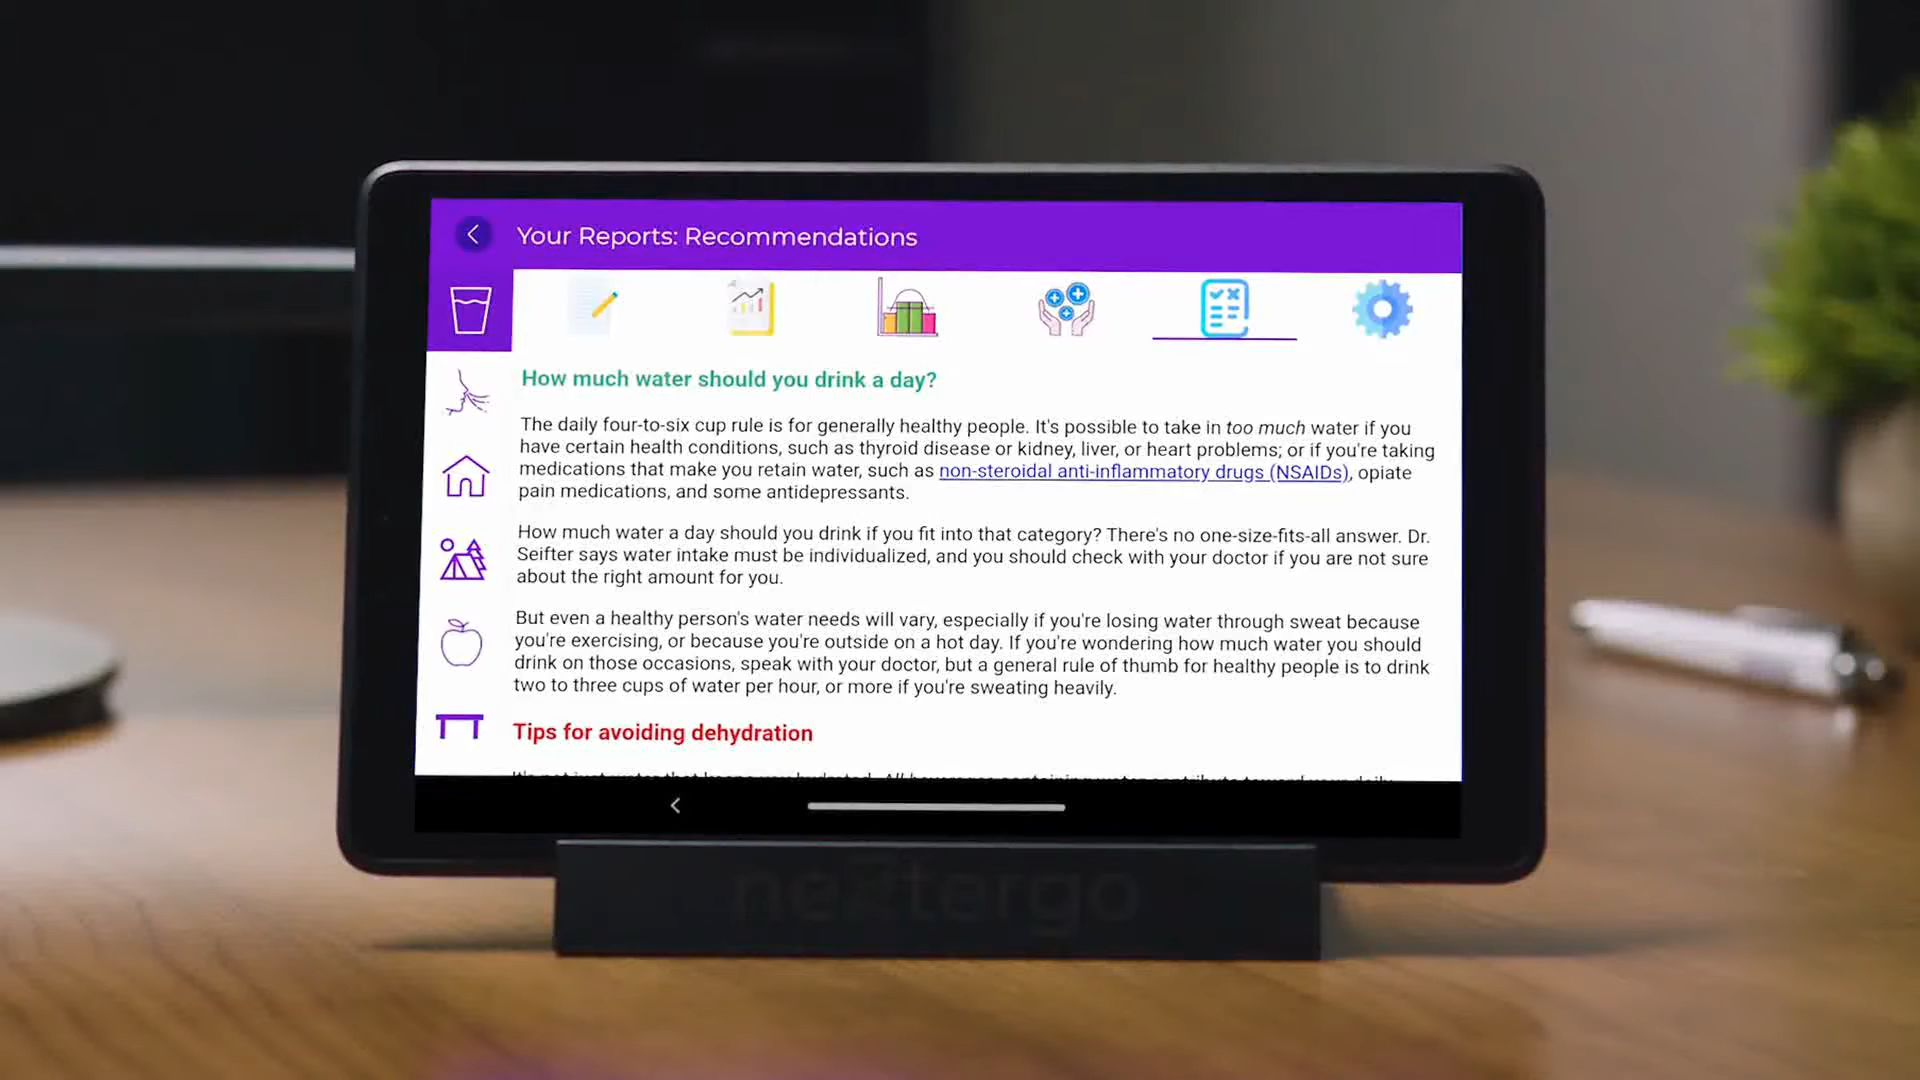 Your Reports: Recommendations
How much water should you drink a day?
The daily four-to-six cup rule is for generally healthy people. It's possible to take in too much water if you
have certain health conditions, such as thyroid disease or kidney, liver, or heart problems; or if you're taking
medications that make you retain water, such as non-steroidal anti-inflammatory drugs (NSAIDs), opiate
pain medications, and some antidepressants.
How much water a day should you drink if you fit into that category? There's no one-size-fits-all answer. Dr.
Seifter says water intake must be individualized, and you should check with your doctor if you are not sure
about the right amount for you.
But even a healthy person's water needs will vary, especially if you're losing water through sweat because
you're exercising, or because you're outside on a hot day. If you're wondering how much water you should
drink on those occasions, speak with your doctor, but a general rule of thumb for healthy people is to drink
two to three cups of water per hour, or more if you're sweating heavily.
Tips for avoiding dehydration
nextergo